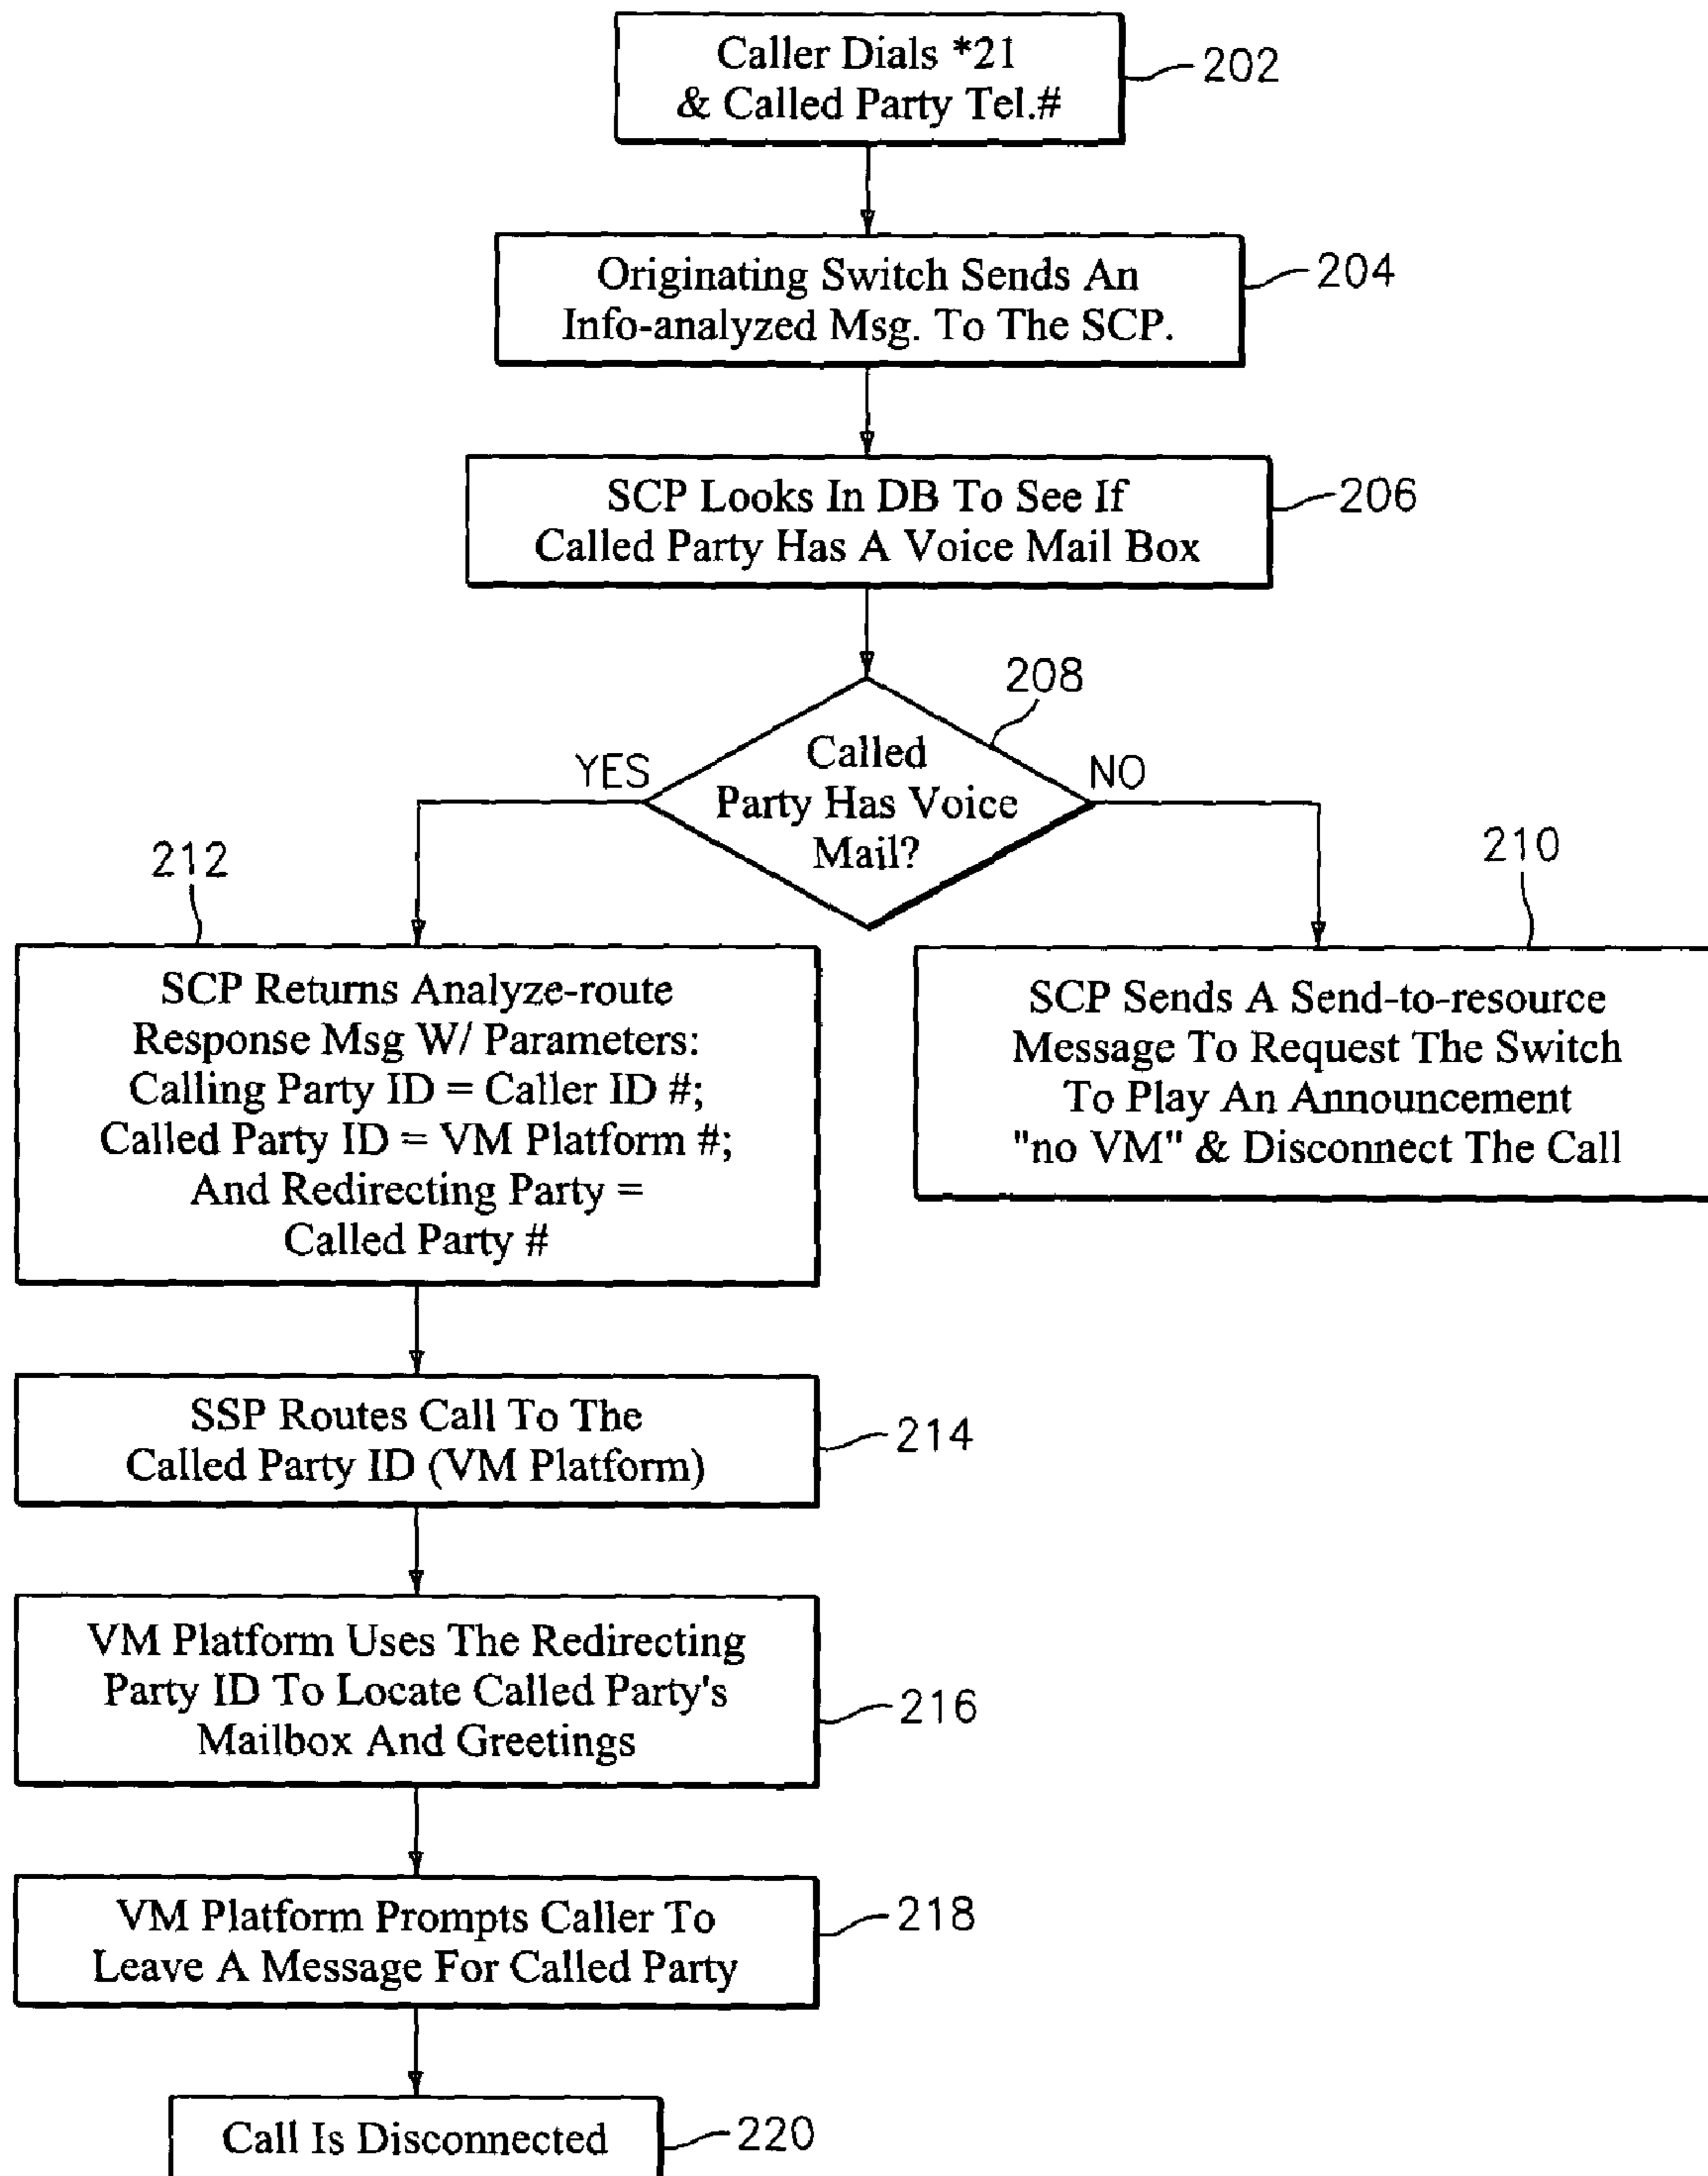 Caller Dials *21
& Called Party Tel.#
202
Originating Switch Sends An
Info-analyzed Msg. To The SCP.
204
SCP Looks In DB To See If
Called Party Has A Voice Mail Box
206
208
Called
Party Has Voice
Mail?
YES
NO
212
SCP Returns Analyze-route
Response Msg W/ Parameters:
Calling Party ID = Caller ID #;
Called Party ID = VM Platform #;
And Redirecting Party =
Called Party #
210
SCP Sends A Send-to-resource
Message To Request The Switch
To Play An Announcement
"no VM" & Disconnect The Call
SSP Routes Call To The
Called Party ID (VM Platform)
214
VM Platform Uses The Redirecting
Party ID To Locate Called Party's
Mailbox And Greetings
216
VM Platform Prompts Caller To
Leave A Message For Called Party
218
Call Is Disconnected
220